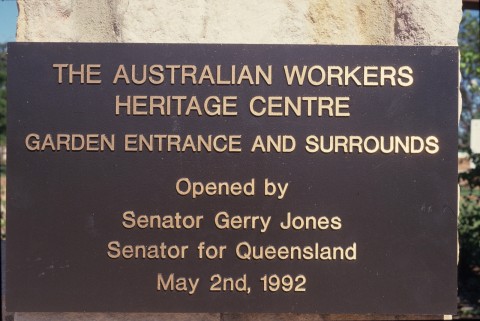 THE AUSTRALIAN WORKERS
HERITAGE CENTRE
GARDEN ENTRANCE AND SURROUNDS
Opened by
Senator Gerry Jones
Senator for Queensland
May 2nd, 1992